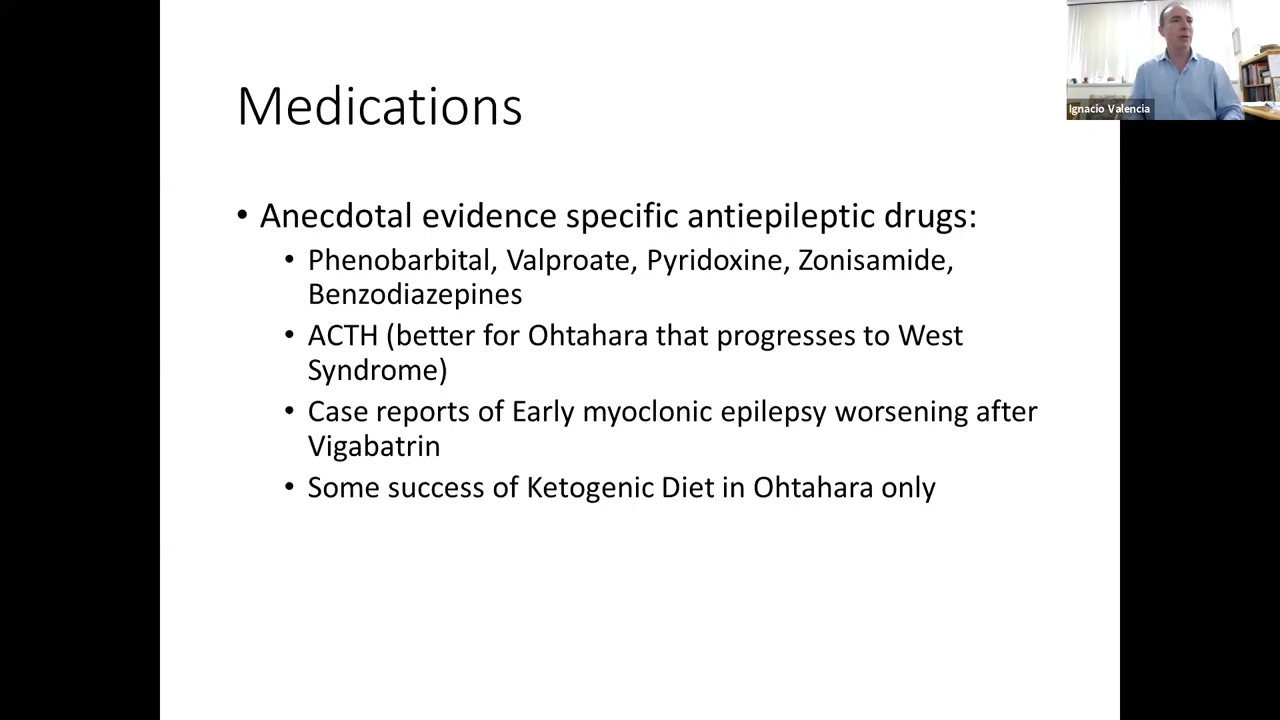 Medications
Ignacio Valencia
• Anecdotal evidence specific antiepileptic drugs:
• Phenobarbital, Valproate, Pyridoxine, Zonisamide,
Benzodiazepines
• ACTH (better for Ohtahara that progresses to West
Syndrome)
• Case reports of Early myoclonic epilepsy worsening after
Vigabatrin
• Some success of Ketogenic Diet in Ohtahara only